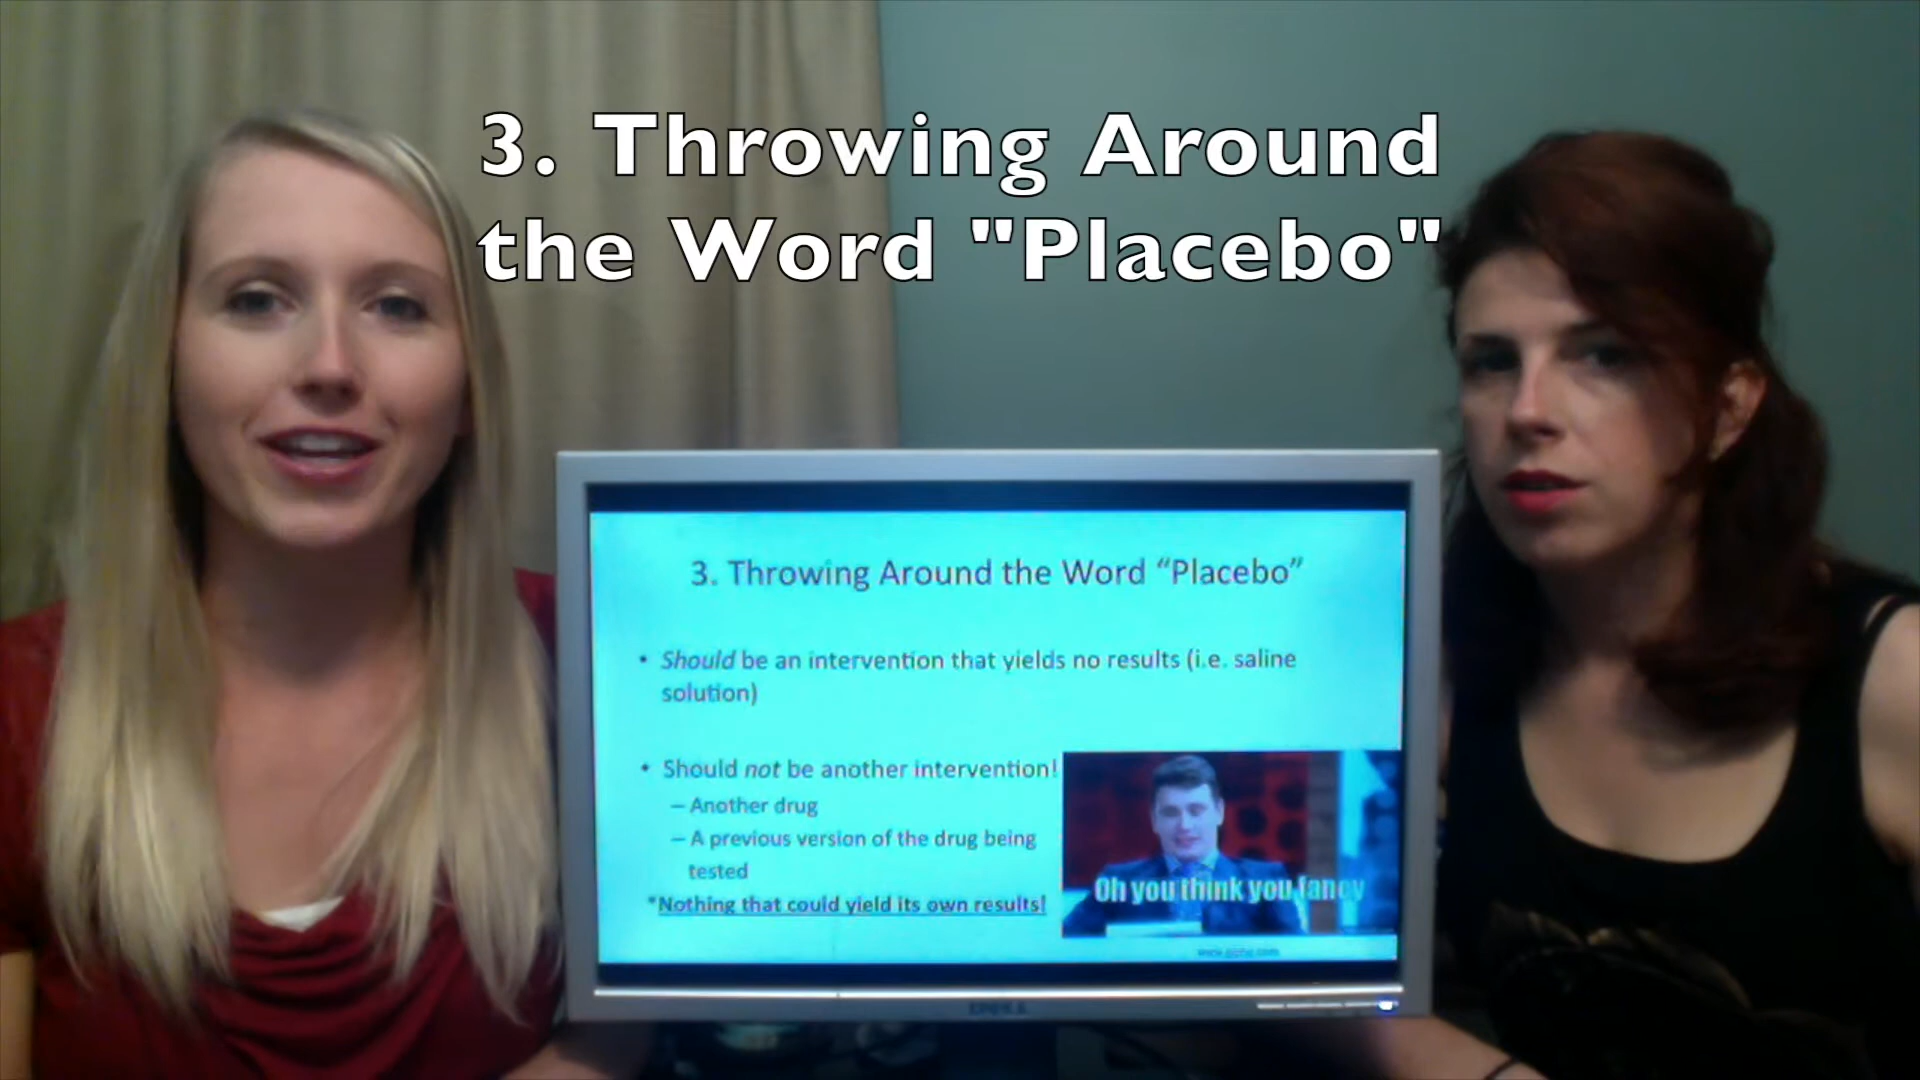 3. Throwing Around
the Word "Placebo"
3. Throwing Around the Word “Placebo”
• Should be an intervention that yields no results (i.e. saline
solution)
• Should not be another intervention!
– Another drug
– A previous version of the drug being
tested
*Nothing that could yield its own results!
Oh you think you fancy
DELL